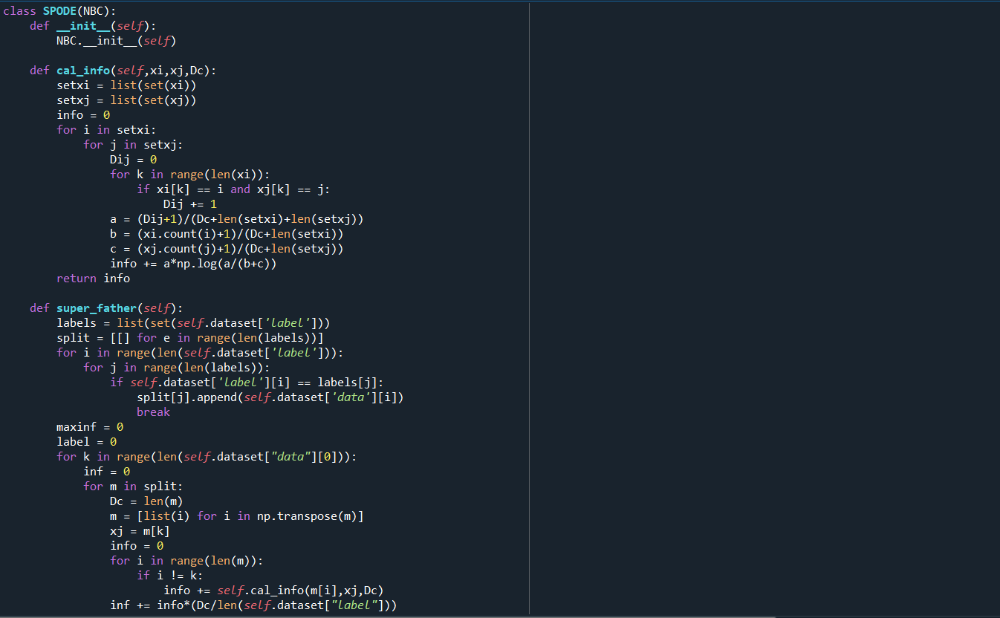 class SPODE(NBC):
    def __init__(self):
        NBC.__init__(self)

    def cal_info(self,xi,xj,Dc):
        setxi = list(set(xi))
        setxj = list(set(xj))
        info = 0
        for i in setxi:
            for j in setxj:
                Dij = 0
                for k in range(len(xi)):
                    if xi[k] == i and xj[k] == j:
                        Dij += 1
                a = (Dij+1)/(Dc+len(setxi)+len(setxj))
                b = (xi.count(i)+1)/(Dc+len(setxi))
                c = (xj.count(j)+1)/(Dc+len(setxj))
                info += a*np.log(a/(b+c))
        return info

    def super_father(self):
        labels = list(set(self.dataset['label']))
        split = [[] for e in range(len(labels))]
        for i in range(len(self.dataset['label'])):
            for j in range(len(labels)):
                if self.dataset['label'][i] == labels[j]:
                    split[j].append(self.dataset['data'][i])
                    break
        maxinf = 0
        label = 0
        for k in range(len(self.dataset["data"][0])):
            inf = 0
            for m in split:
                Dc = len(m)
                m = [list(i) for i in np.transpose(m)]
                xj = m[k]
                info = 0
                for i in range(len(m)):
                    if i != k:
                        info += self.cal_info(m[i],xj,Dc)
                inf += info*(Dc/len(self.dataset["label"]))